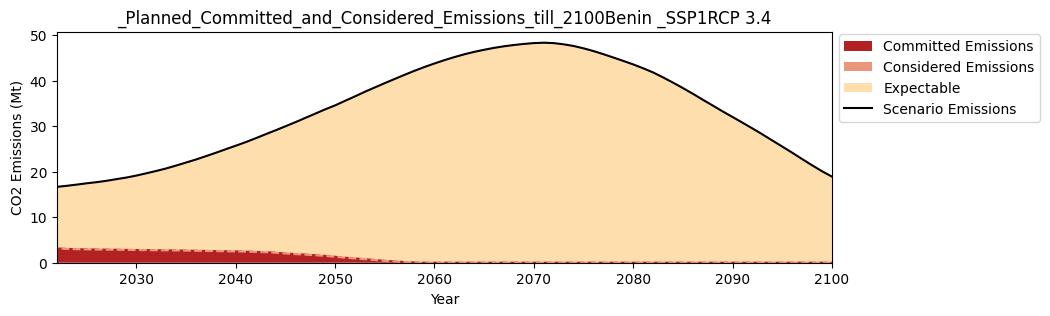 _Planned_Committed_and_Considered_Emissions_till_2100Benin _SSP1RCP 3.4
CO2 Emissions (Mt)
50
40
30
20
10
0
2030 2040 2050 2060 2070 2080 2090 2100
Year
Committed Emissions
Considered Emissions
Expectable
Scenario Emissions